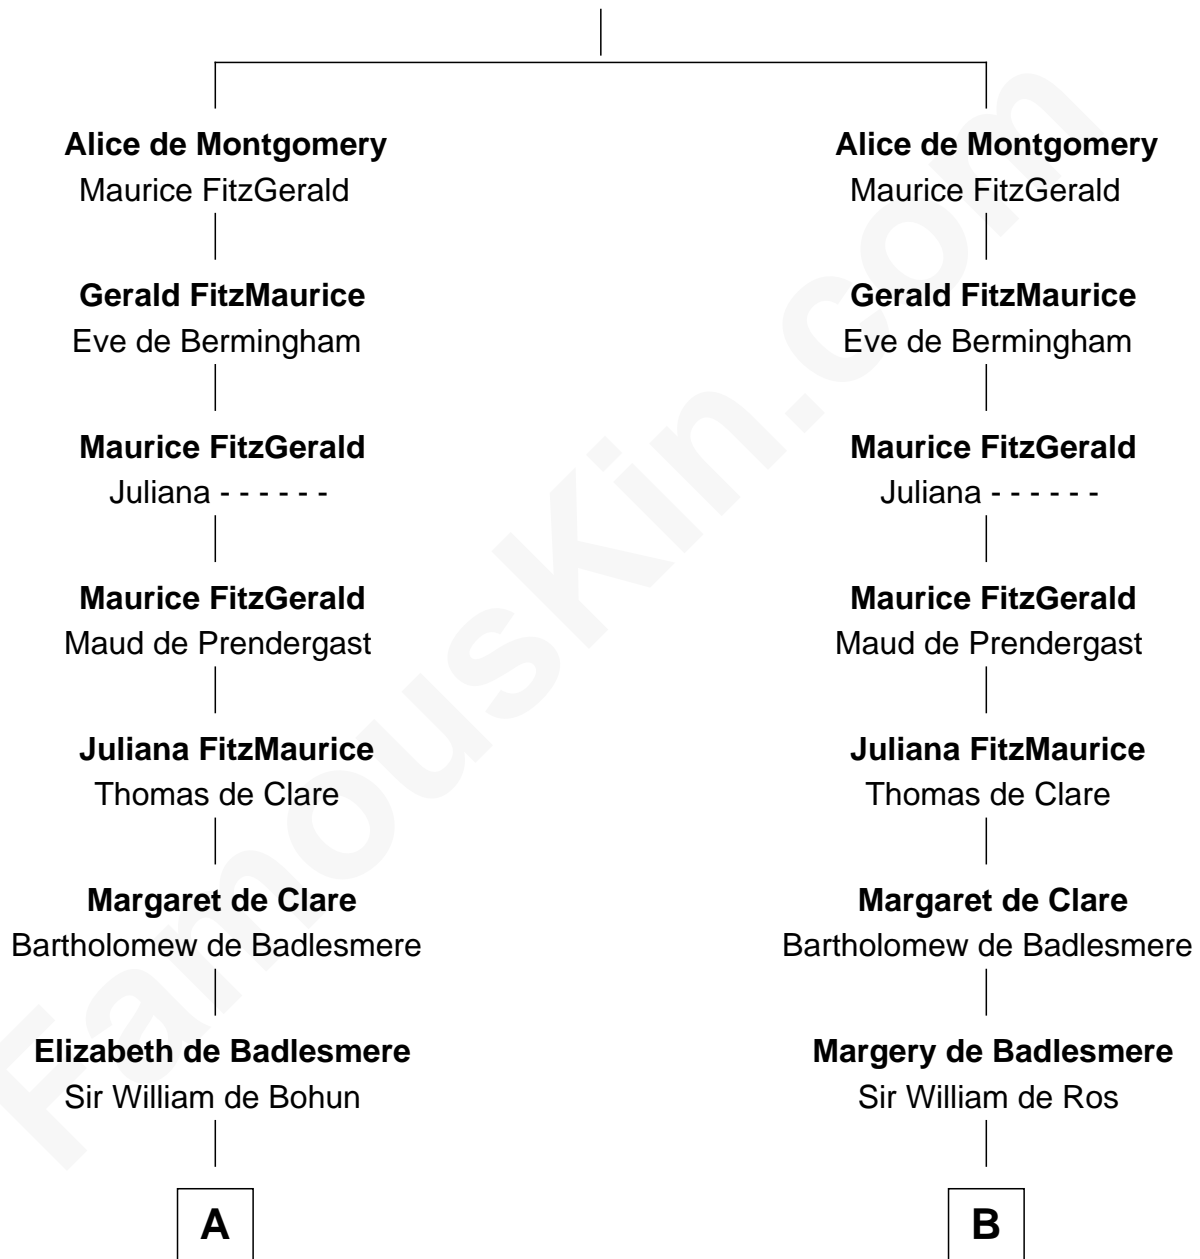 Alice de Montgomery
Maurice FitzGerald
Gerald FitzMaurice
Eve de Bermingham
Maurice FitzGerald
Juliana - - - - - -
Maurice FitzGerald
Maud de Prendergast
Juliana FitzMaurice
Thomas de Clare
Margaret de Clare
Bartholomew de Badlesmere
Elizabeth de Badlesmere
Sir William de Bohun
A
Alice de Montgomery
Maurice FitzGerald
Gerald FitzMaurice
Eve de Bermingham
Maurice FitzGerald
Juliana - - - - - -
Maurice FitzGerald
Maud de Prendergast
Juliana FitzMaurice
Thomas de Clare
Margaret de Clare
Bartholomew de Badlesmere
Margery de Badlesmere
Sir William de Ros
B
FamousKin.com